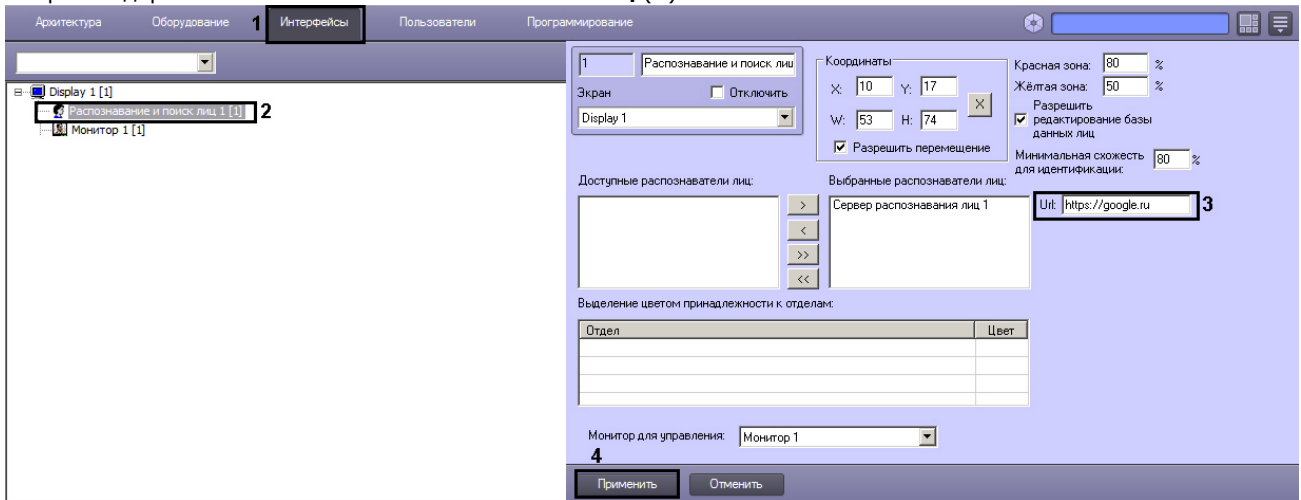 Архитектура Оборудование 1 Интерфейсы Пользователи Программирование
Display 1 [1]
Распознавание и поиск лиц 1 [1] 2
Монитор 1 [1]
1 Распознавание и поиск лиц
Экран Отключить
Display 1
Координаты
X: 10 Y: 17 X
W: 53 H: 74
Разрешить перемещение
Красная зона: 80 %
Жёлтая зона: 50 %
Разрешить
редактирование базы
данных лиц
Минимальная схожесть 80 %
для идентификации:
Доступные распознаватели лиц:
>
<
>>
<<
Выбранные распознаватели лиц:
Сервер распознавания лиц 1
Url: https://google.ru 3
Выделение цветом принадлежности к отделам:
Отдел Цвет
Монитор для управления: Монитор 1
4
Применить Отменить